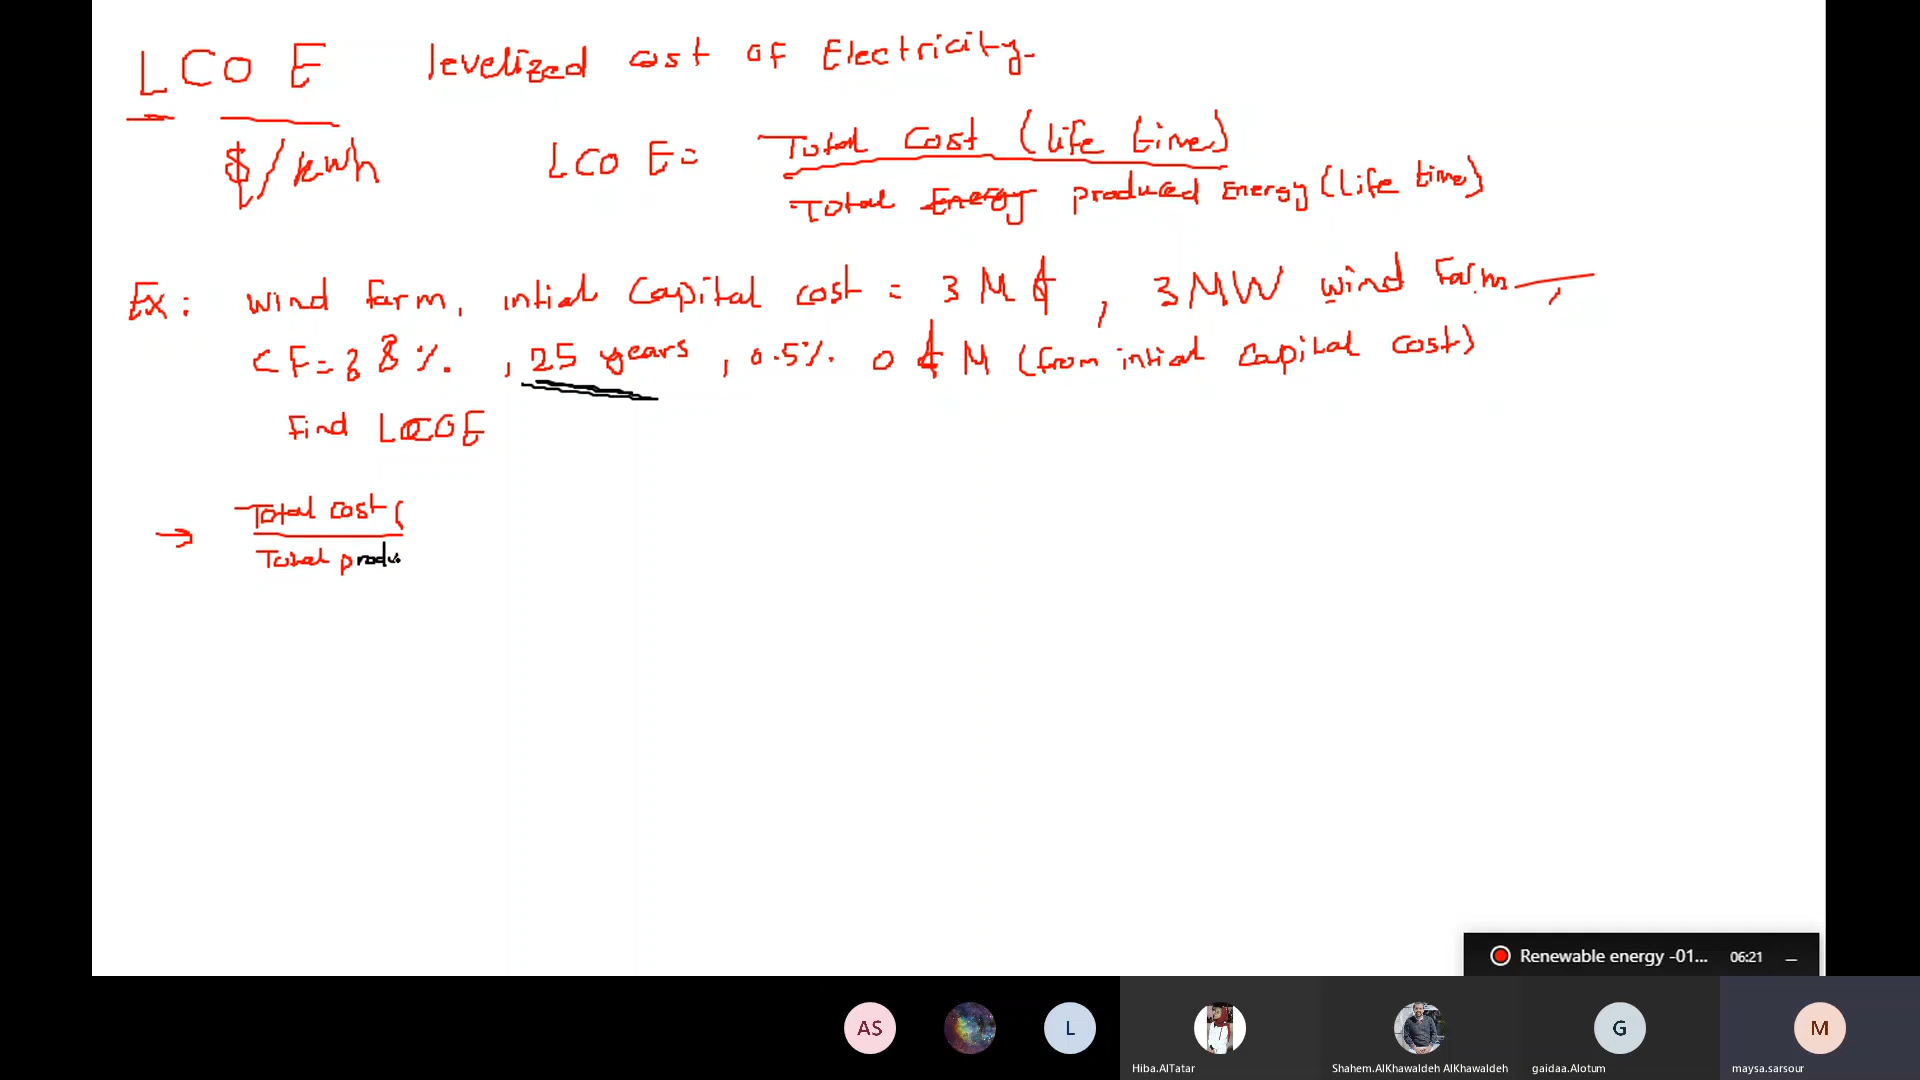 LCOE levelized cost of Electricity.
$/kwh LCOE = Total Cost (life time)
Total Energy produced Energy (life time)
Ex: wind farm, intial Capital cost = 3 M $, 3 MW wind farm,
CF = 38 %, 25 years, 0.5% O & M (from intial capital cost)
Find LCOE
→ Total cost (
Total produ
Renewable energy -01... 06:21
AS L G M
Hiba.AlTatar Shahem.AlKhawaldeh AlKhawaldeh gaidaa.Alotum maysa.sarsour